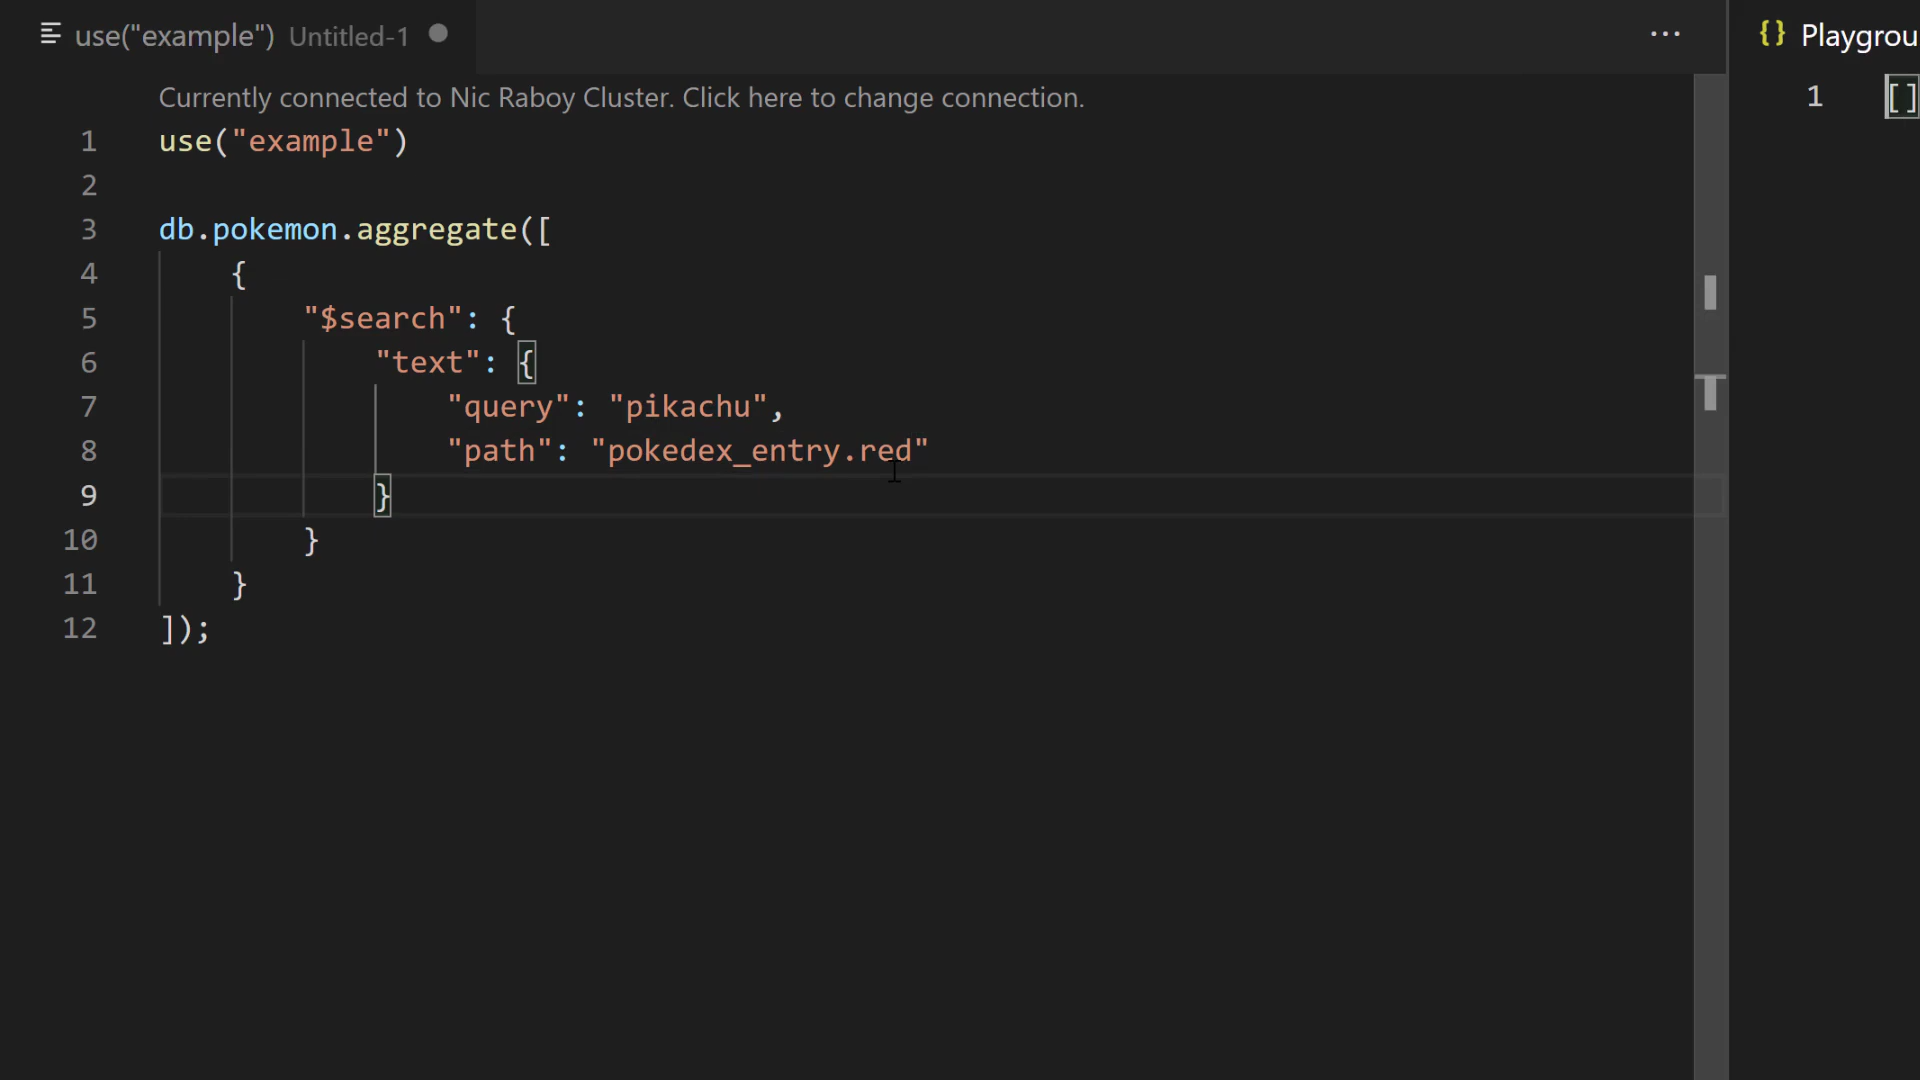 use("example") Untitled-1
Currently connected to Nic Raboy Cluster. Click here to change connection.
1 use("example")
2
3 db.pokemon.aggregate([
4 {
5 "$search": {
6 "text": {
7 "query": "pikachu",
8 "path": "pokedex_entry.red"
9 }
10 }
11 }
12 ]);
{} Playgrou
1 []